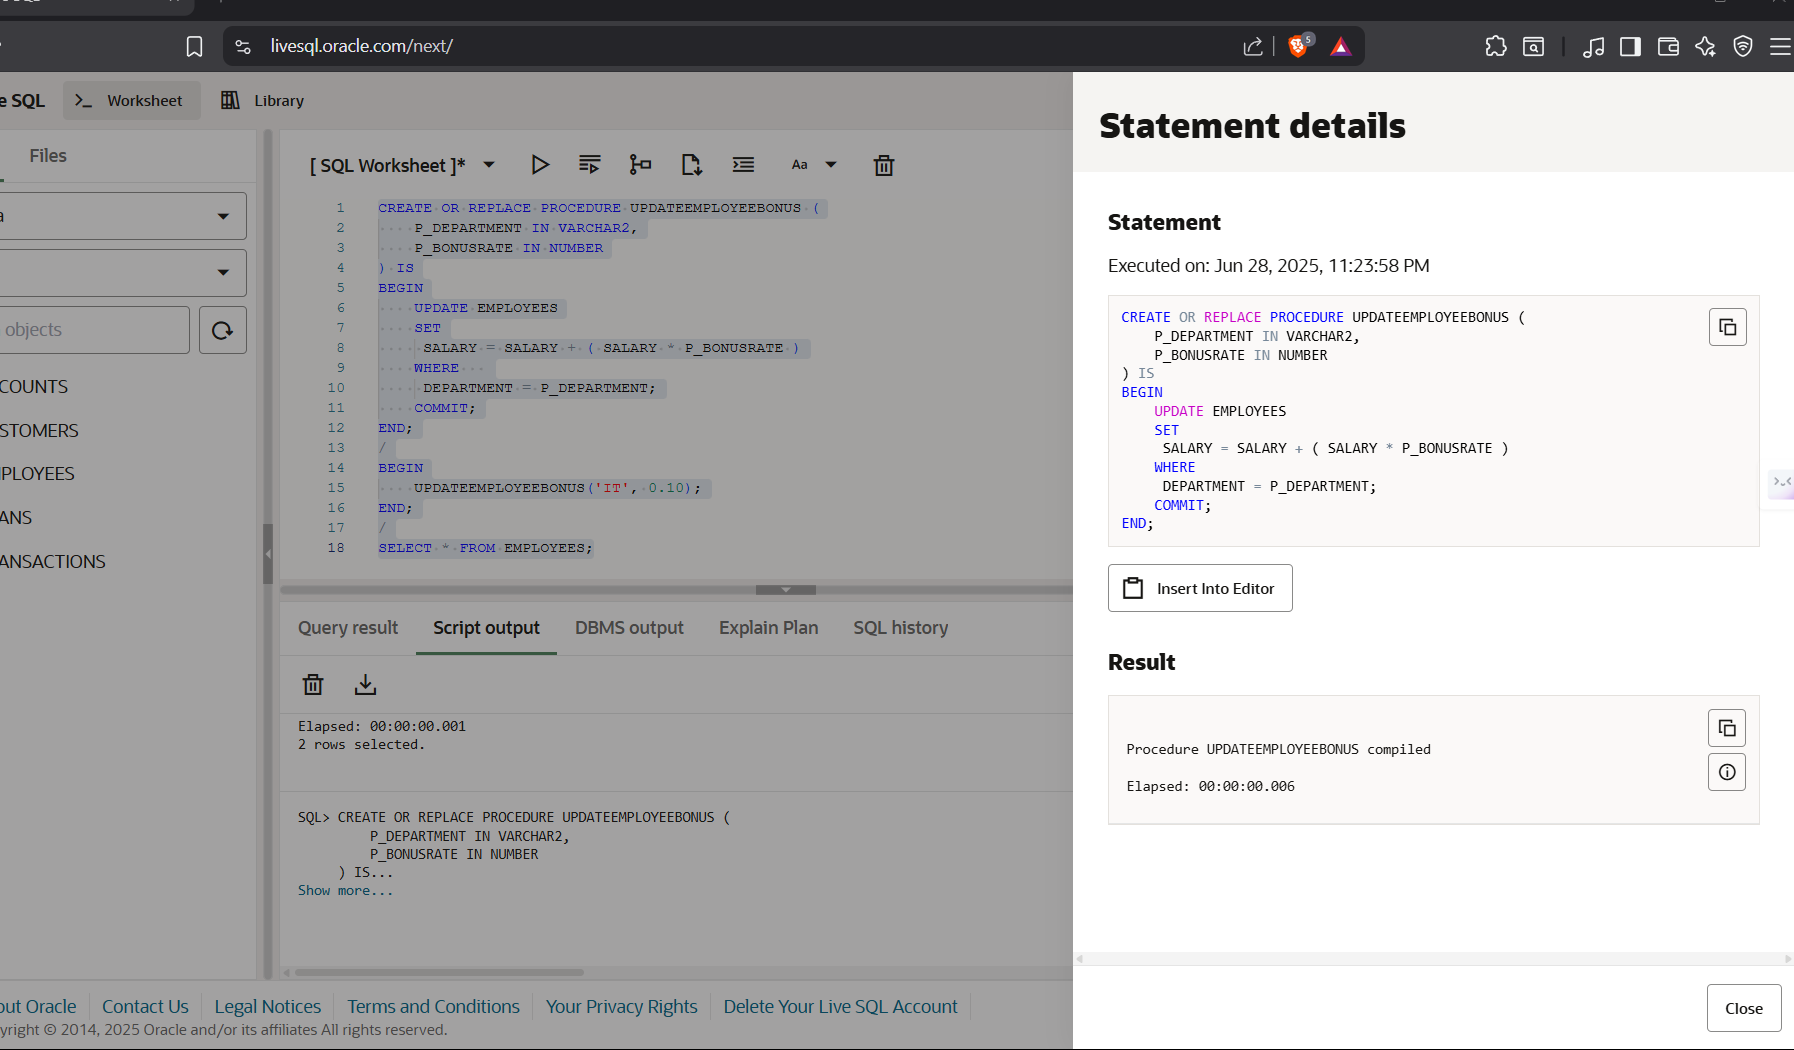 livesql.oracle.com/next/
5
e SQL
Worksheet
Library
Files
a
objects
COUNTS
STOMERS
PLOYEES
ANS
ANSACTIONS
[ SQL Worksheet ]*
Aa
1 CREATE OR REPLACE PROCEDURE UPDATEEMPLOYEEBONUS (
2     P_DEPARTMENT IN VARCHAR2,
3     P_BONUSRATE IN NUMBER
4 ) IS
5 BEGIN
6     UPDATE EMPLOYEES
7     SET
8      SALARY = SALARY + ( SALARY * P_BONUSRATE )
9     WHERE
10      DEPARTMENT = P_DEPARTMENT;
11     COMMIT;
12 END;
13 /
14 BEGIN
15     UPDATEEMPLOYEEBONUS('IT', 0.10);
16 END;
17 /
18 SELECT * FROM EMPLOYEES;
Query result
Script output
DBMS output
Explain Plan
SQL history
Elapsed: 00:00:00.001
2 rows selected.
SQL> CREATE OR REPLACE PROCEDURE UPDATEEMPLOYEEBONUS (
         P_DEPARTMENT IN VARCHAR2,
         P_BONUSRATE IN NUMBER
     ) IS...
Show more...
out Oracle
Contact Us
Legal Notices
Terms and Conditions
Your Privacy Rights
Delete Your Live SQL Account
yright © 2014, 2025 Oracle and/or its affiliates All rights reserved.
Statement details
Statement
Executed on: Jun 28, 2025, 11:23:58 PM
CREATE OR REPLACE PROCEDURE UPDATEEMPLOYEEBONUS (
    P_DEPARTMENT IN VARCHAR2,
    P_BONUSRATE IN NUMBER
) IS
BEGIN
    UPDATE EMPLOYEES
    SET
     SALARY = SALARY + ( SALARY * P_BONUSRATE )
    WHERE
     DEPARTMENT = P_DEPARTMENT;
    COMMIT;
END;
Insert Into Editor
Result
Procedure UPDATEEMPLOYEEBONUS compiled
Elapsed: 00:00:00.006
Close